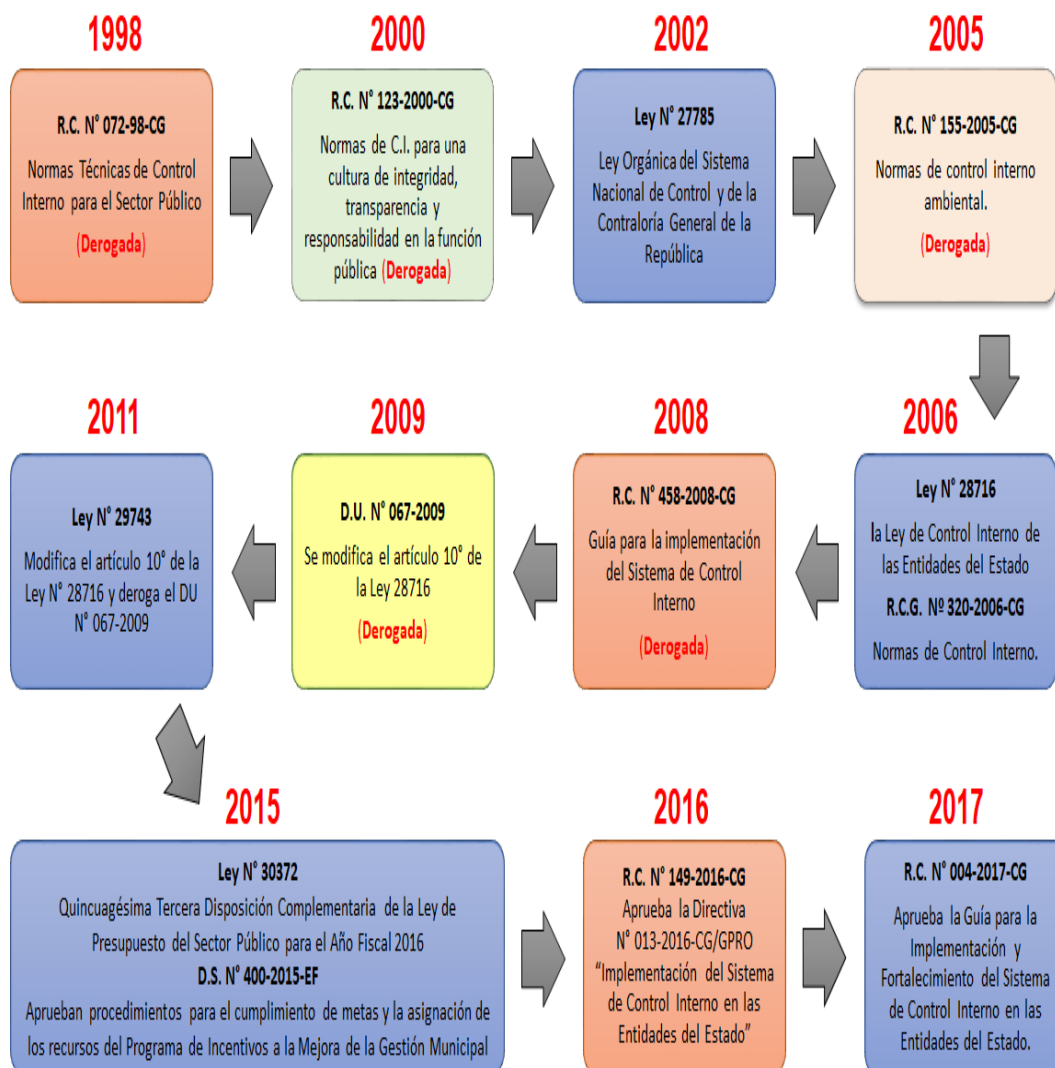 1998
R.C. N° 072-98-CG
Normas Técnicas de Control
Interno para el Sector Público
(Derogada)
2000
R.C. N° 123-2000-CG
Normas de C.I. para una
cultura de integridad,
transparencia y
responsabilidad en la función
pública (Derogada)
2002
Ley N° 27785
Ley Orgánica del Sistema
Nacional de Control y de la
Contraloría General de la
República
2005
R.C. N° 155-2005-CG
Normas de control interno
ambiental.
(Derogada)
2006
Ley N° 28716
la Ley de Control Interno de
las Entidades del Estado
R.C.G. Nº 320-2006-CG
Normas de Control Interno.
2008
R.C. N° 458-2008-CG
Guía para la implementación
del Sistema de Control
Interno
(Derogada)
2009
D.U. N° 067-2009
Se modifica el artículo 10° de
la Ley 28716
(Derogada)
2011
Ley N° 29743
Modifica el artículo 10° de la
Ley N° 28716 y deroga el DU
N° 067-2009
2015
Ley N° 30372
Quincuagésima Tercera Disposición Complementaria de la Ley de
Presupuesto del Sector Público para el Año Fiscal 2016
D.S. N° 400-2015-EF
Aprueban procedimientos para el cumplimiento de metas y la asignación de
los recursos del Programa de Incentivos a la Mejora de la Gestión Municipal
2016
R.C. N° 149-2016-CG
Aprueba la Directiva
N° 013-2016-CG/GPRO
“Implementación del Sistema
de Control Interno en las
Entidades del Estado”
2017
R.C. N° 004-2017-CG
Aprueba la Guía para la
Implementación y
Fortalecimiento del Sistema
de Control Interno en las
Entidades del Estado.